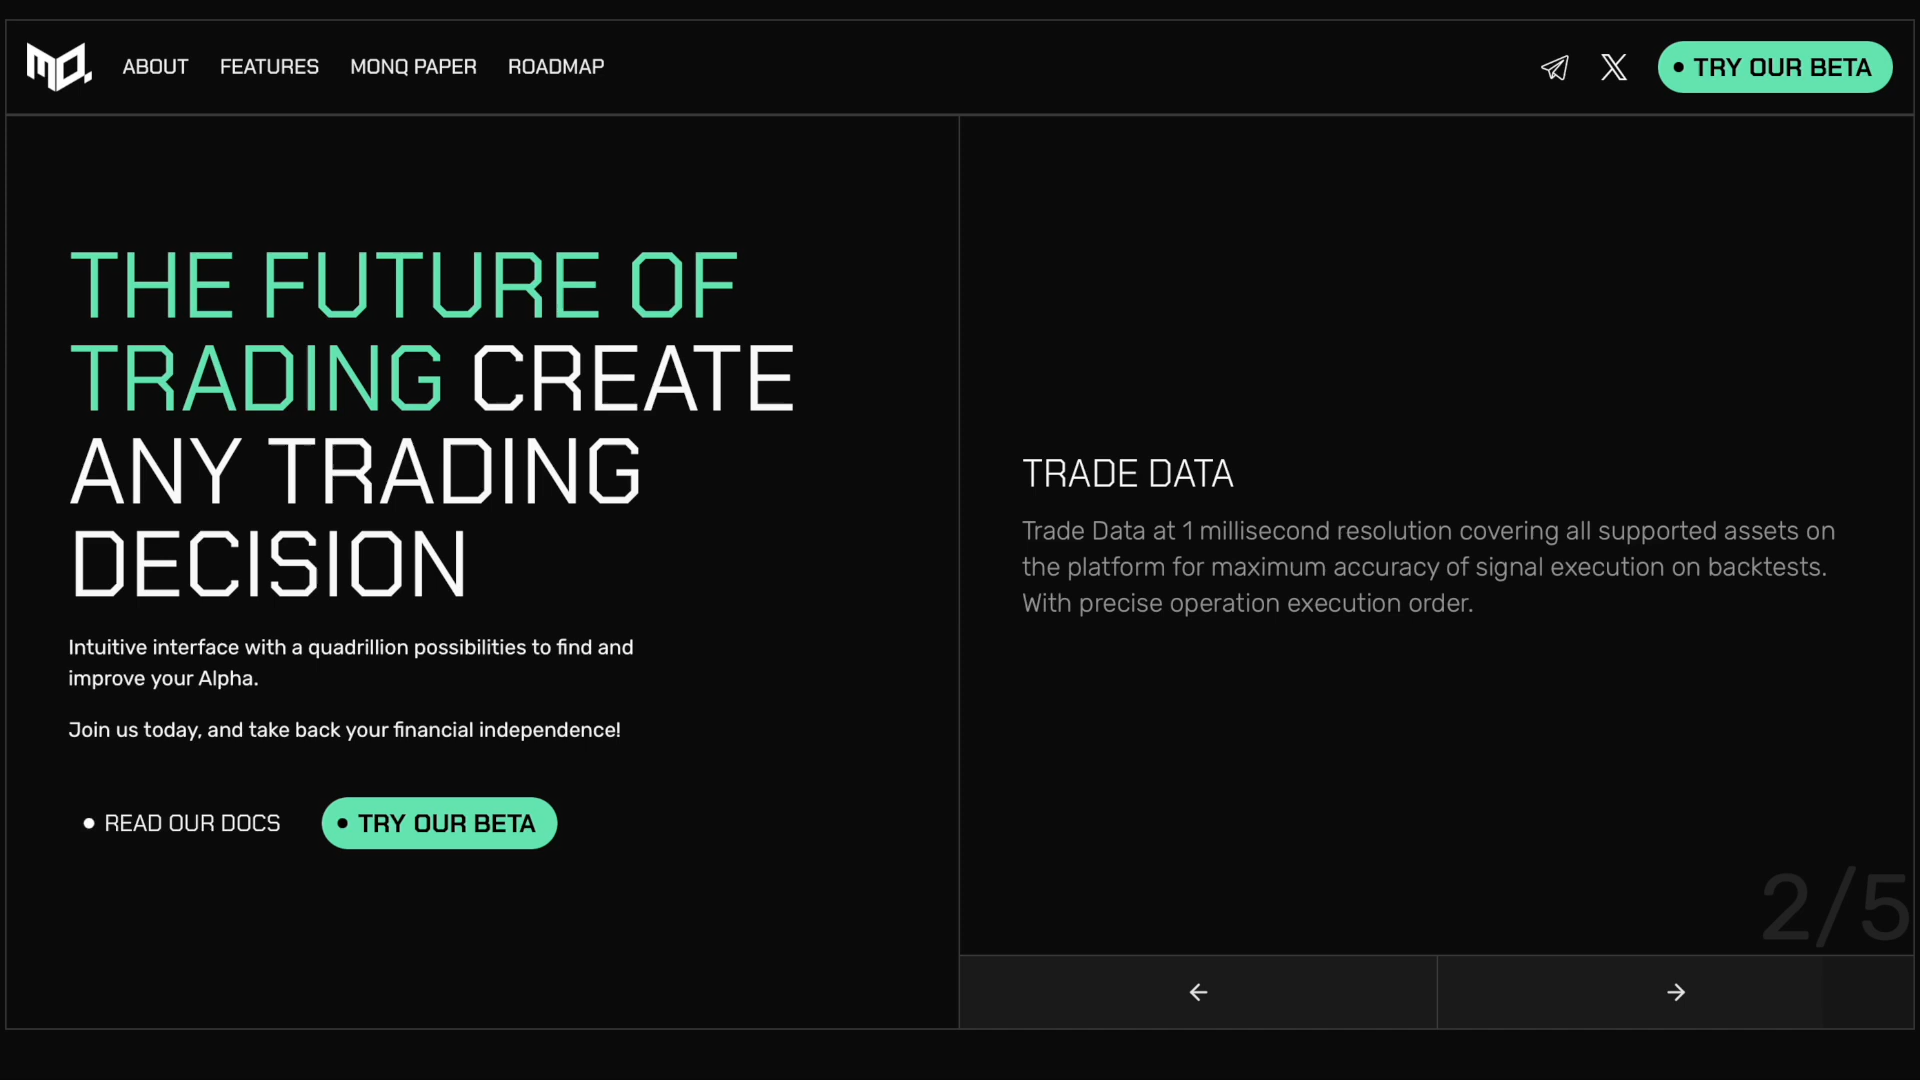 MQ.
ABOUT
FEATURES
MONQ PAPER
ROADMAP
TRY OUR BETA
THE FUTURE OF
TRADING CREATE
ANY TRADING
DECISION
Intuitive interface with a quadrillion possibilities to find and
improve your Alpha.
Join us today, and take back your financial independence!
READ OUR DOCS
TRY OUR BETA
TRADE DATA
Trade Data at 1 millisecond resolution covering all supported assets on
the platform for maximum accuracy of signal execution on backtests.
With precise operation execution order.
2/5